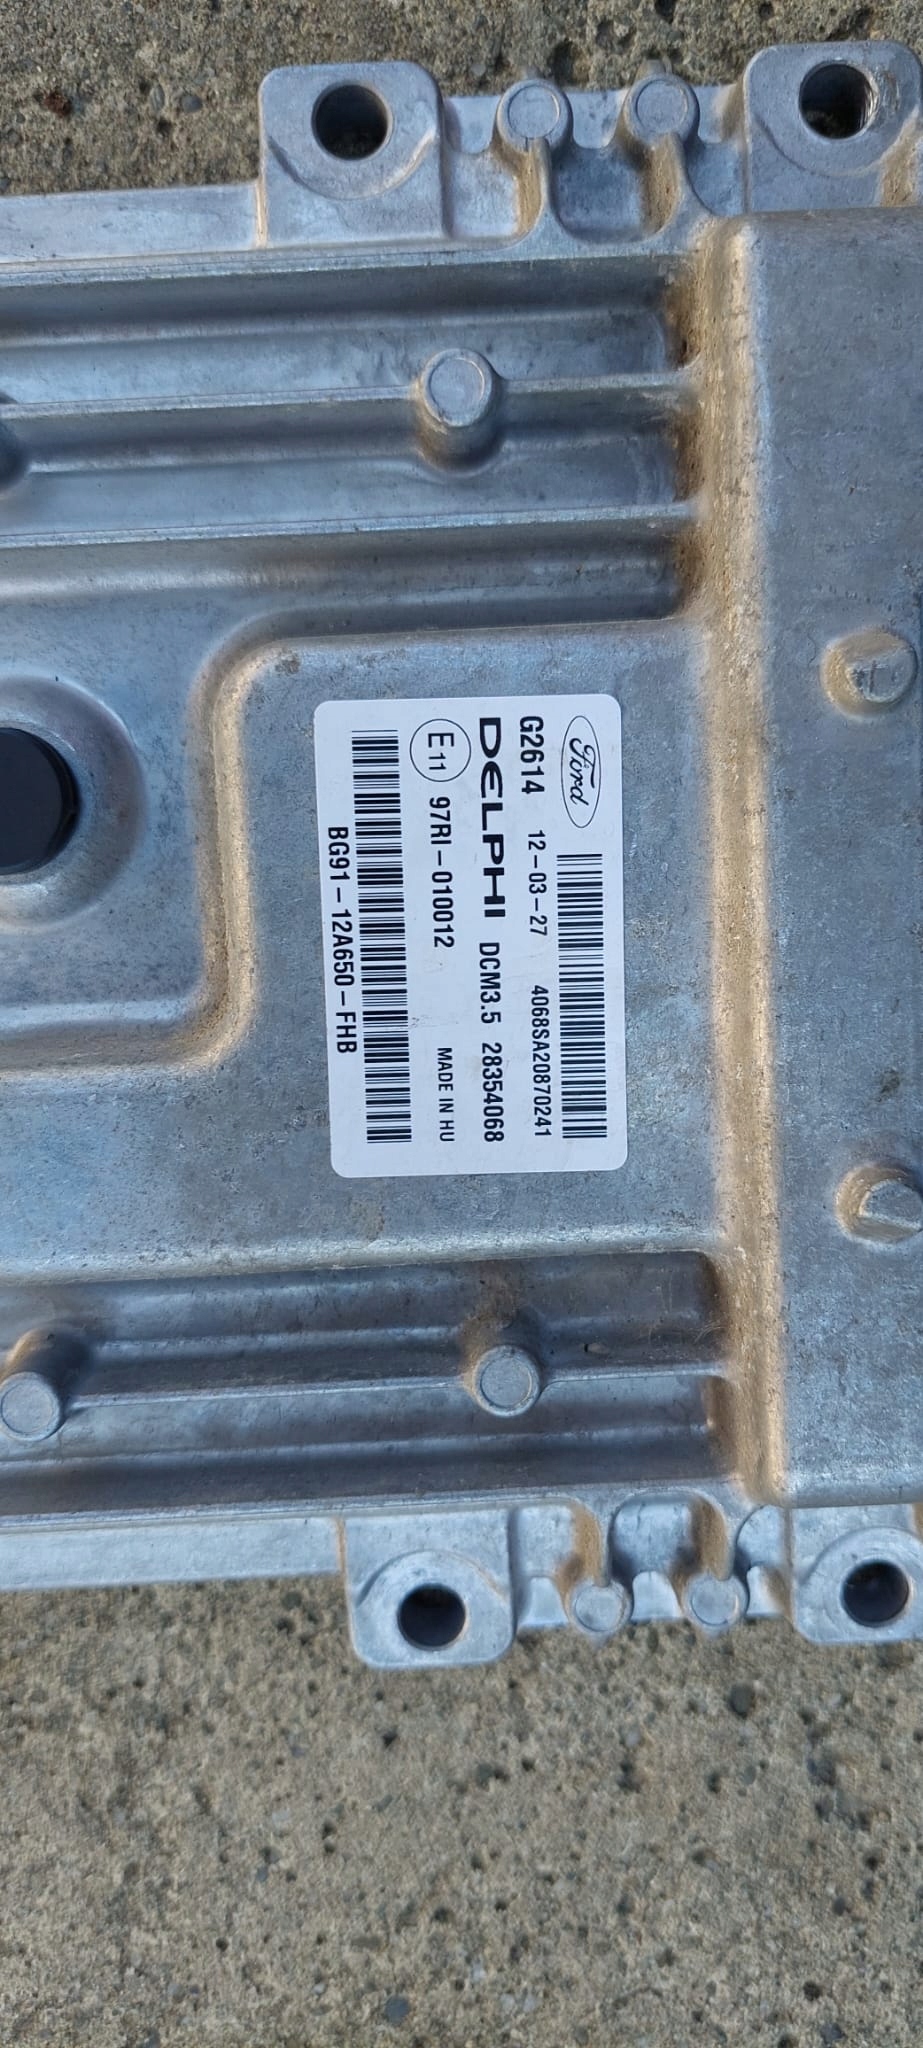 Ford 4068SA20870241
G2614 12-03-27
DELPHI DCM3.5 28354068
E11 97RI-010012 MADE IN HU
BG91-12A650-FHB